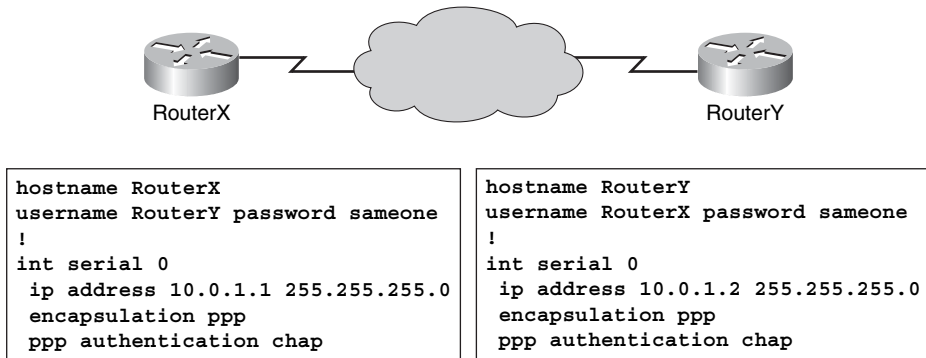 RouterX
RouterY
hostname RouterX
username RouterY password sameone
!
int serial 0
ip address 10.0.1.1 255.255.255.0
encapsulation ppp
ppp authentication chap
hostname RouterY
username RouterX password sameone
!
int serial 0
ip address 10.0.1.2 255.255.255.0
encapsulation ppp
ppp authentication chap